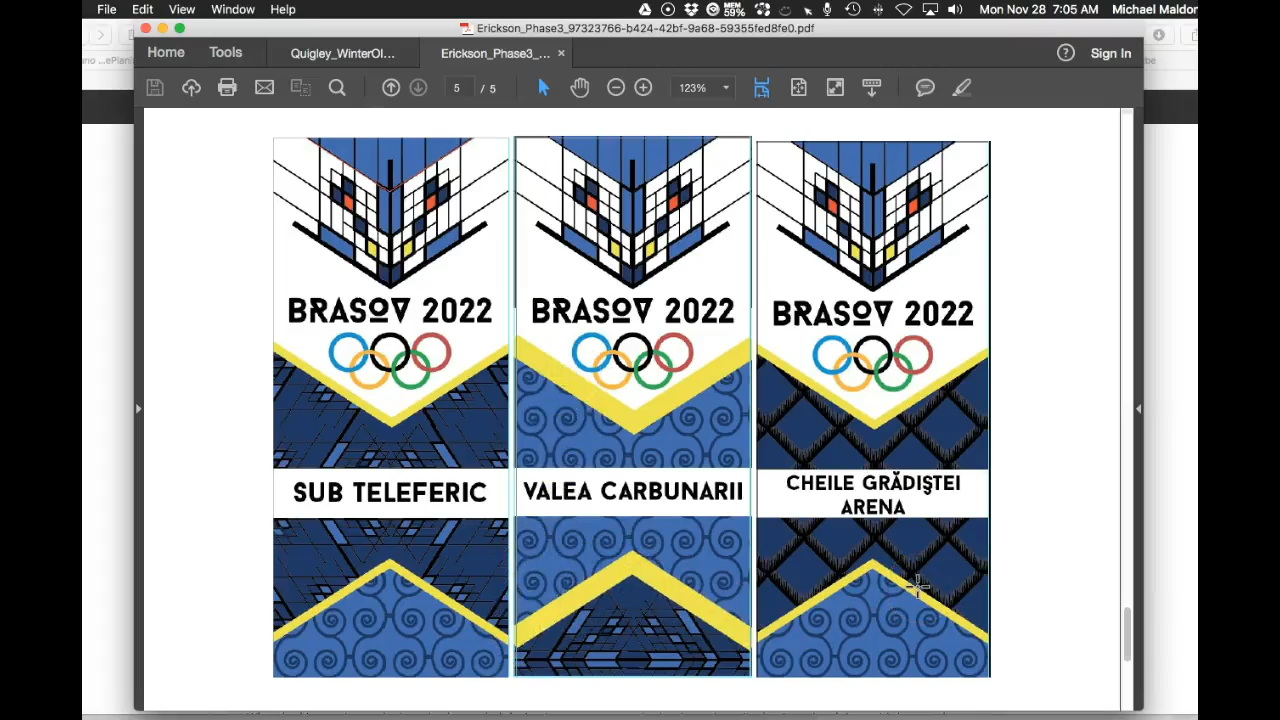 File Edit View Window Help
MEM 59%
Mon Nov 28 7:05 AM Michael Maldor
Erickson_Phase3_97323766-b424-42bf-9a68-59355fed8fe0.pdf
Home Tools Quigley_WinterOl... Erickson_Phase3_... × ? Sign In
5 / 5 123%
BRASOV 2022
BRASOV 2022
BRASOV 2022
SUB TELEFERIC
VALEA CARBUNARII
CHEILE GRĂDIŞTEI
ARENA